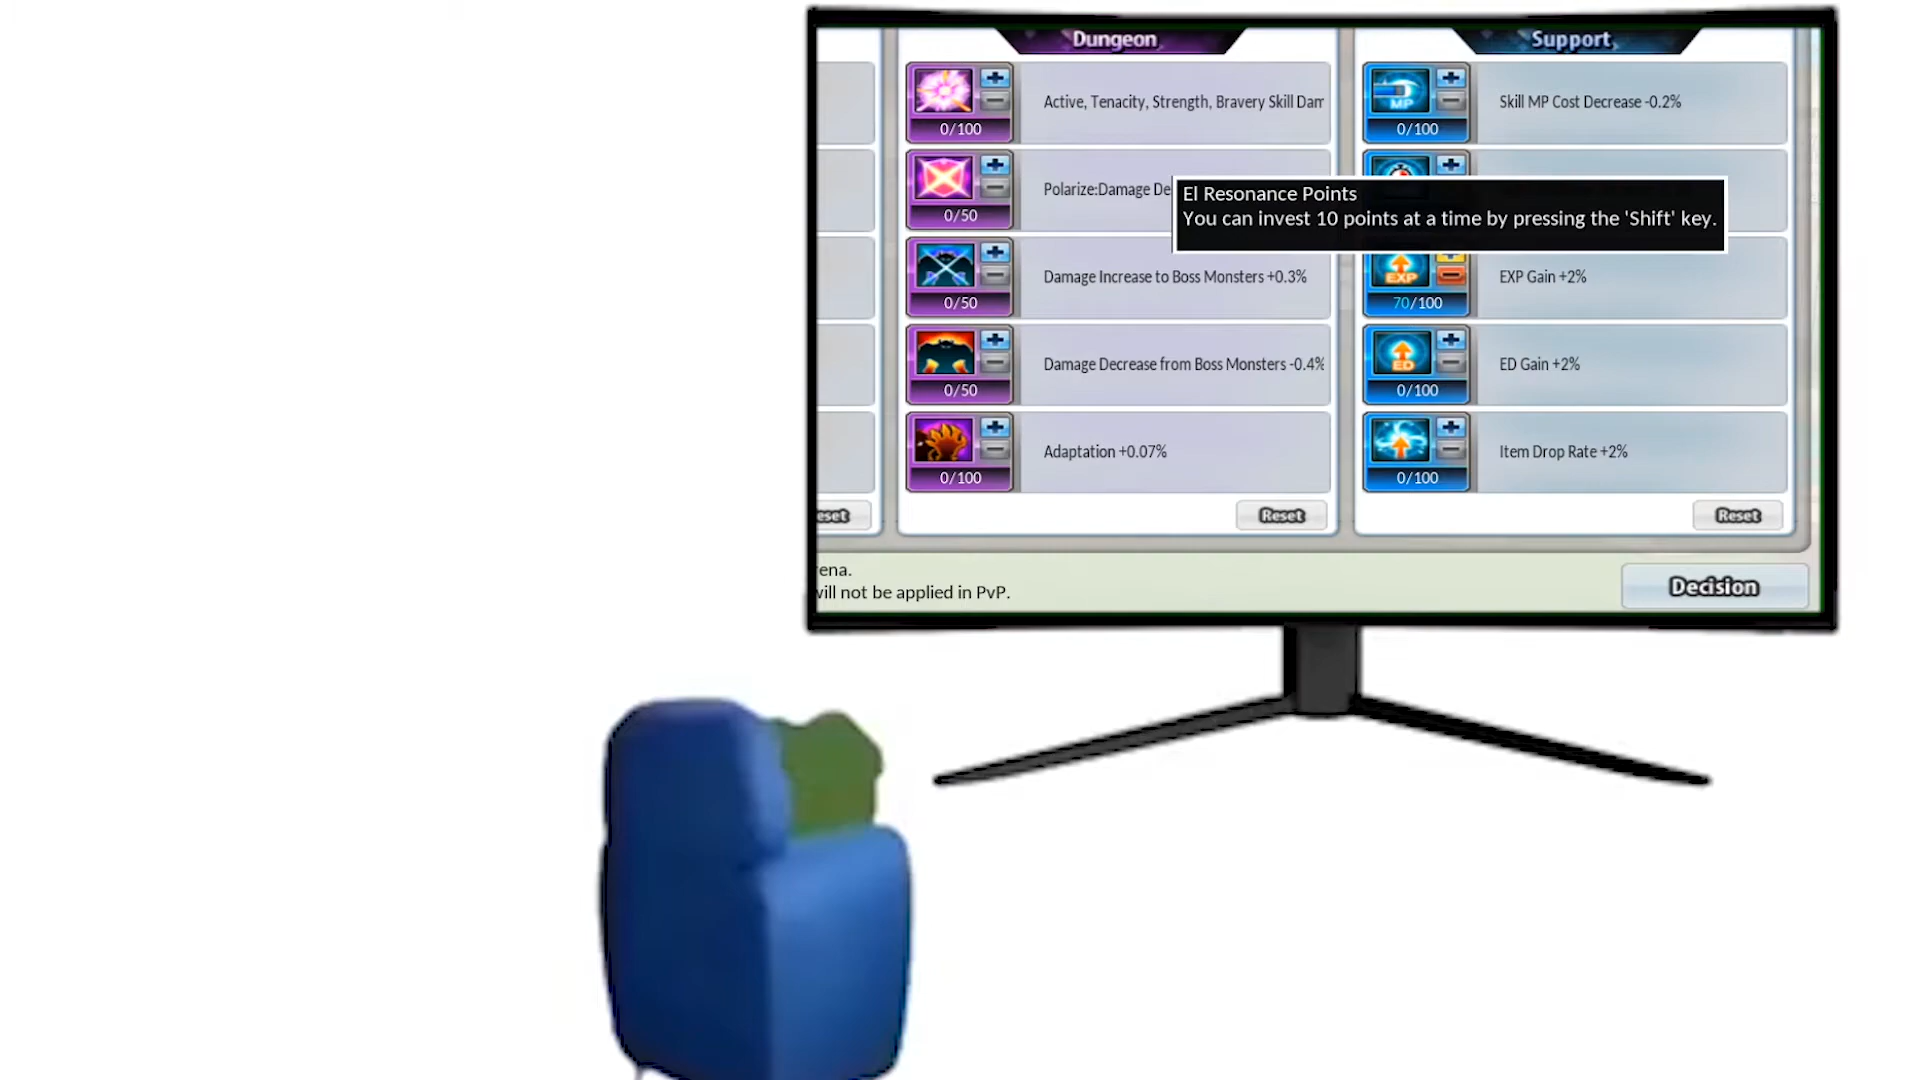 Dungeon
Active, Tenacity, Strength, Bravery Skill Dam
0/100
Polarize:Damage De
0/50
Damage Increase to Boss Monsters +0.3%
0/50
Damage Decrease from Boss Monsters -0.4%
0/50
Adaptation +0.07%
0/100
Reset
Support
MP
Skill MP Cost Decrease -0.2%
0/100
El Resonance Points
You can invest 10 points at a time by pressing the 'Shift' key.
EXP
EXP Gain +2%
70/100
ED
ED Gain +2%
0/100
Item Drop Rate +2%
0/100
Reset
eset
rena.
will not be applied in PvP.
Decision